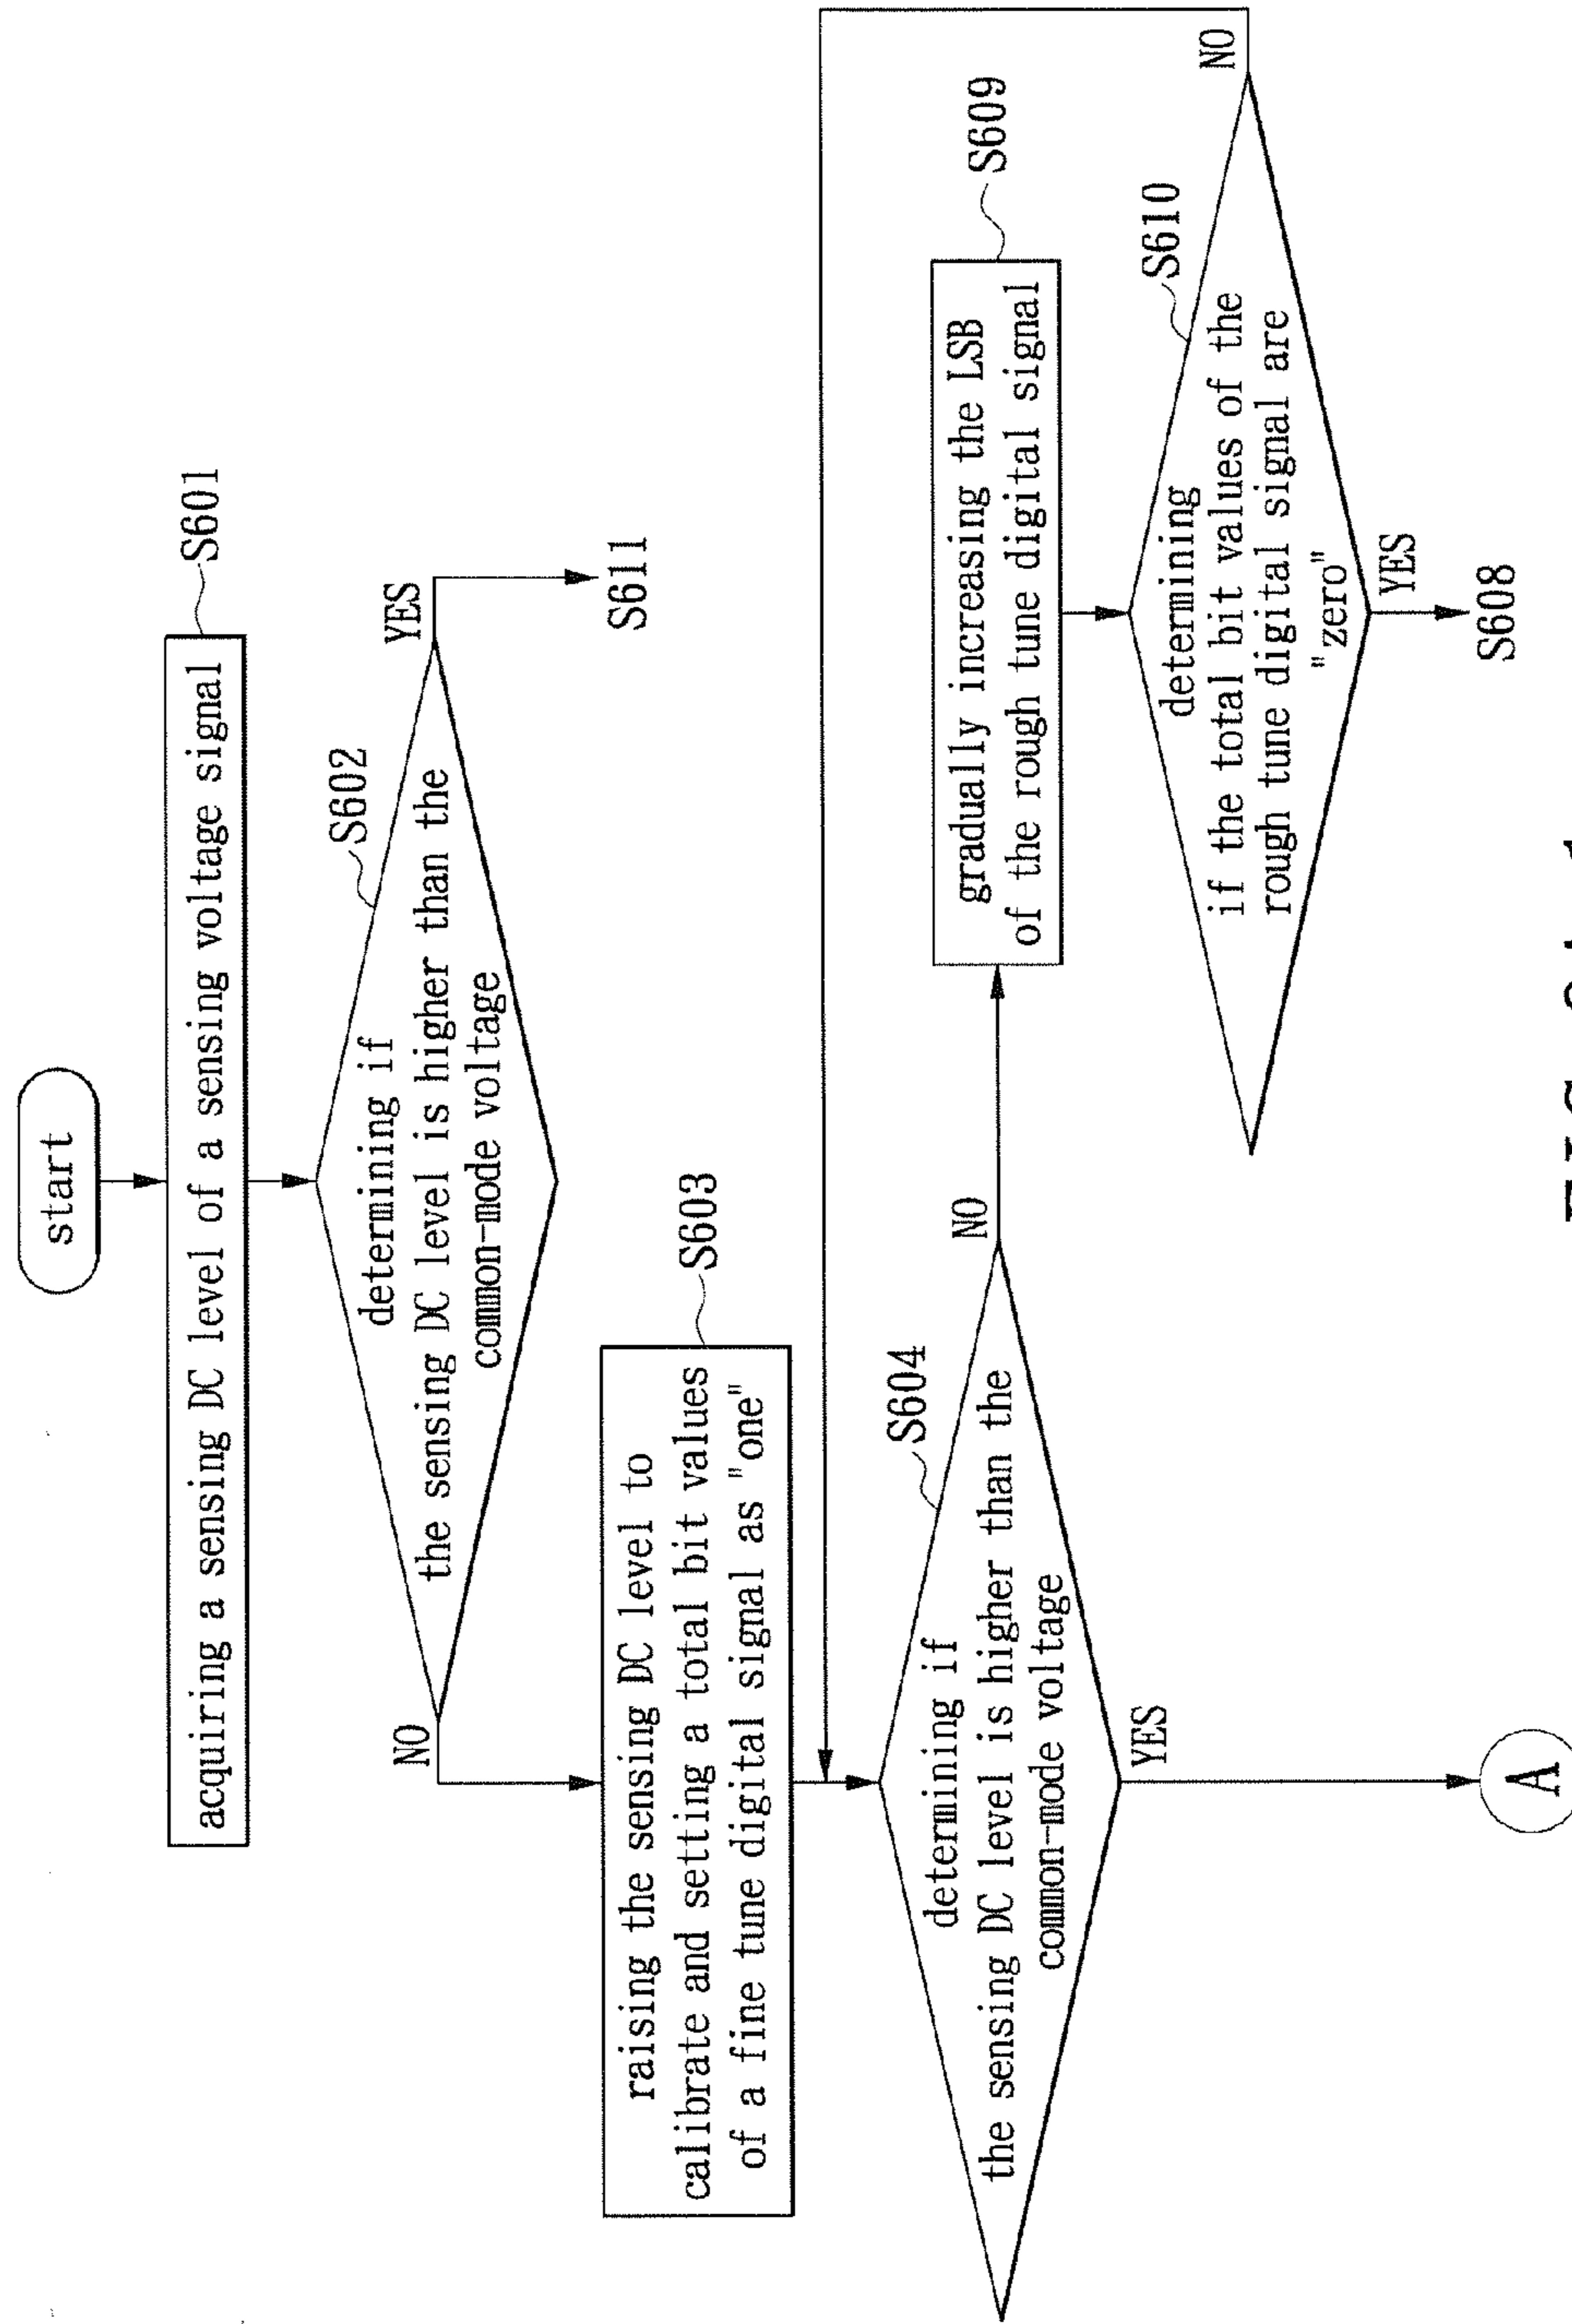 start
acquiring a sensing DC level of a sensing voltage signal
S601
determining if
the sensing DC level is higher than the
common-mode voltage
S602
YES
S611
NO
raising the sensing DC level to
calibrate and setting a total bit values
of a fine tune digital signal as "one"
S603
determining if
the sensing DC level is higher than the
common-mode voltage
S604
NO
YES
A
gradually increasing the LSB
of the rough tune digital signal
S609
determining
if the total bit values of the
rough tune digital signal are
"zero"
S610
NO
YES
S608